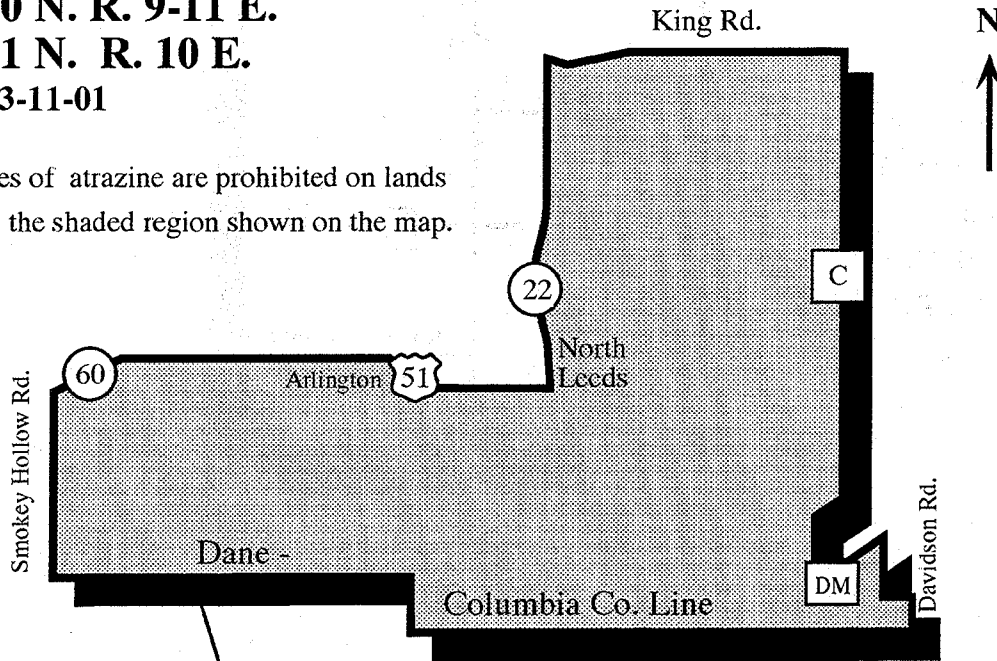 0 N. R. 9-11 E.
1 N. R. 10 E.
3-11-01
es of atrazine are prohibited on lands
the shaded region shown on the map.
King Rd.
N
C
22
North
Leeds
60
Arlington
51
Smokey Hollow Rd.
Dane -
Columbia Co. Line
DM
Davidson Rd.